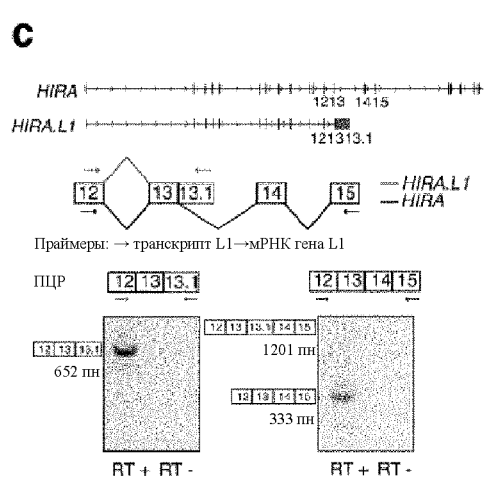 C
HIRA
1213 1415
HIRA.L1
121313.1
12 13 13.1 14 15
HIRA.L1
HIRA
Праймеры: → транскрипт L1→мРНК гена L1
ПЦР 12 13 13.1 12 13 14 15
12 13 13.1
652 пн
12 13 13.1 14 15
1201 пн
12 13 14 15
333 пн
RT + RT - RT + RT -